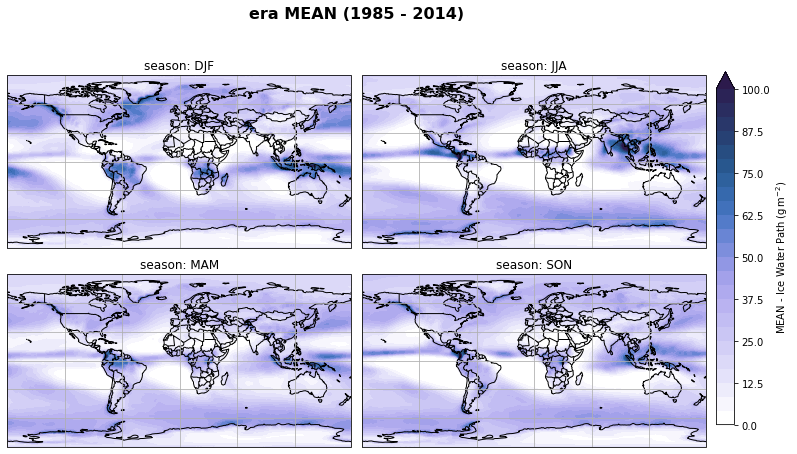 era MEAN (1985 - 2014)
season: DJF
season: JJA
season: MAM
season: SON
100.0
87.5
75.0
62.5
50.0
37.5
25.0
12.5
0.0
MEAN - Ice Water Path (g m⁻²)